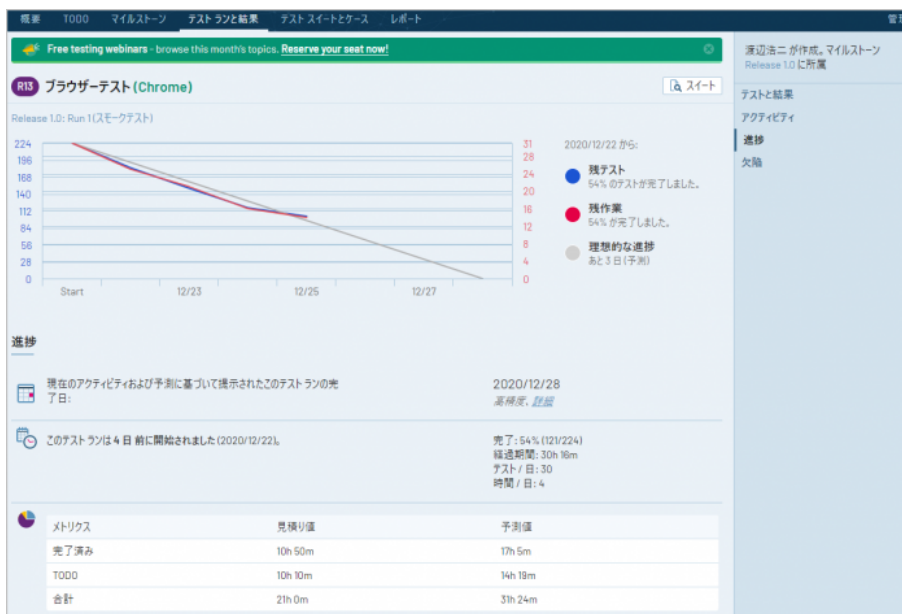 概要 TODO マイルストーン テスト ランと結果 テスト スイートとケース レポート
Free testing webinars - browse this month's topics. Reserve your seat now!
渡辺浩二 が作成。マイルストーン
Release 1.0 に所属
R13 ブラウザーテスト (Chrome)
スイート
テストと結果
アクティビティ
進捗
欠陥
Release 1.0: Run 1 (スモークテスト)
224
196
168
140
112
84
56
28
0
31
28
24
20
16
12
8
4
0
Start 12/23 12/25 12/27
2020/12/22 から:
残テスト
54% のテストが完了しました。
残作業
54% が完了しました。
理想的な進捗
あと 3 日 (予測)
進捗
現在のアクティビティおよび予測に基づいて提示されたこのテスト ランの完
了日:
2020/12/28
高精度、詳細
このテスト ランは 4 日 前に開始されました (2020/12/22)。
完了: 54% (121/224)
経過期間: 30h 16m
テスト / 日: 30
時間 / 日: 4
メトリクス 見積り値 予測値
完了済み 10h 50m 17h 5m
TODO 10h 10m 14h 19m
合計 21h 0m 31h 24m